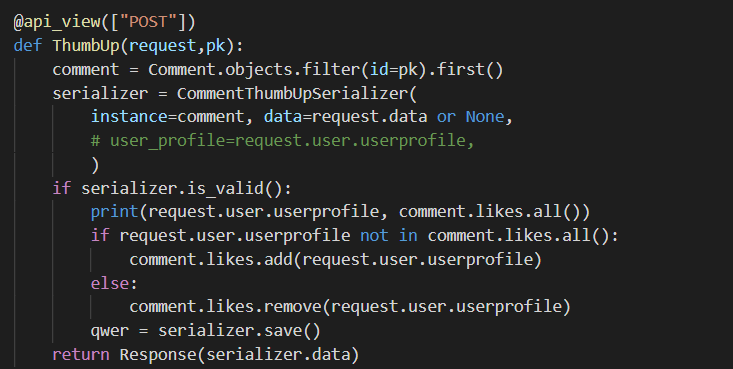 @api_view(["POST"])
def ThumbUp(request,pk):
    comment = Comment.objects.filter(id=pk).first()
    serializer = CommentThumbUpSerializer(
        instance=comment, data=request.data or None,
        # user_profile=request.user.userprofile,
        )
    if serializer.is_valid():
        print(request.user.userprofile, comment.likes.all())
        if request.user.userprofile not in comment.likes.all():
            comment.likes.add(request.user.userprofile)
        else:
            comment.likes.remove(request.user.userprofile)
        qwer = serializer.save()
    return Response(serializer.data)